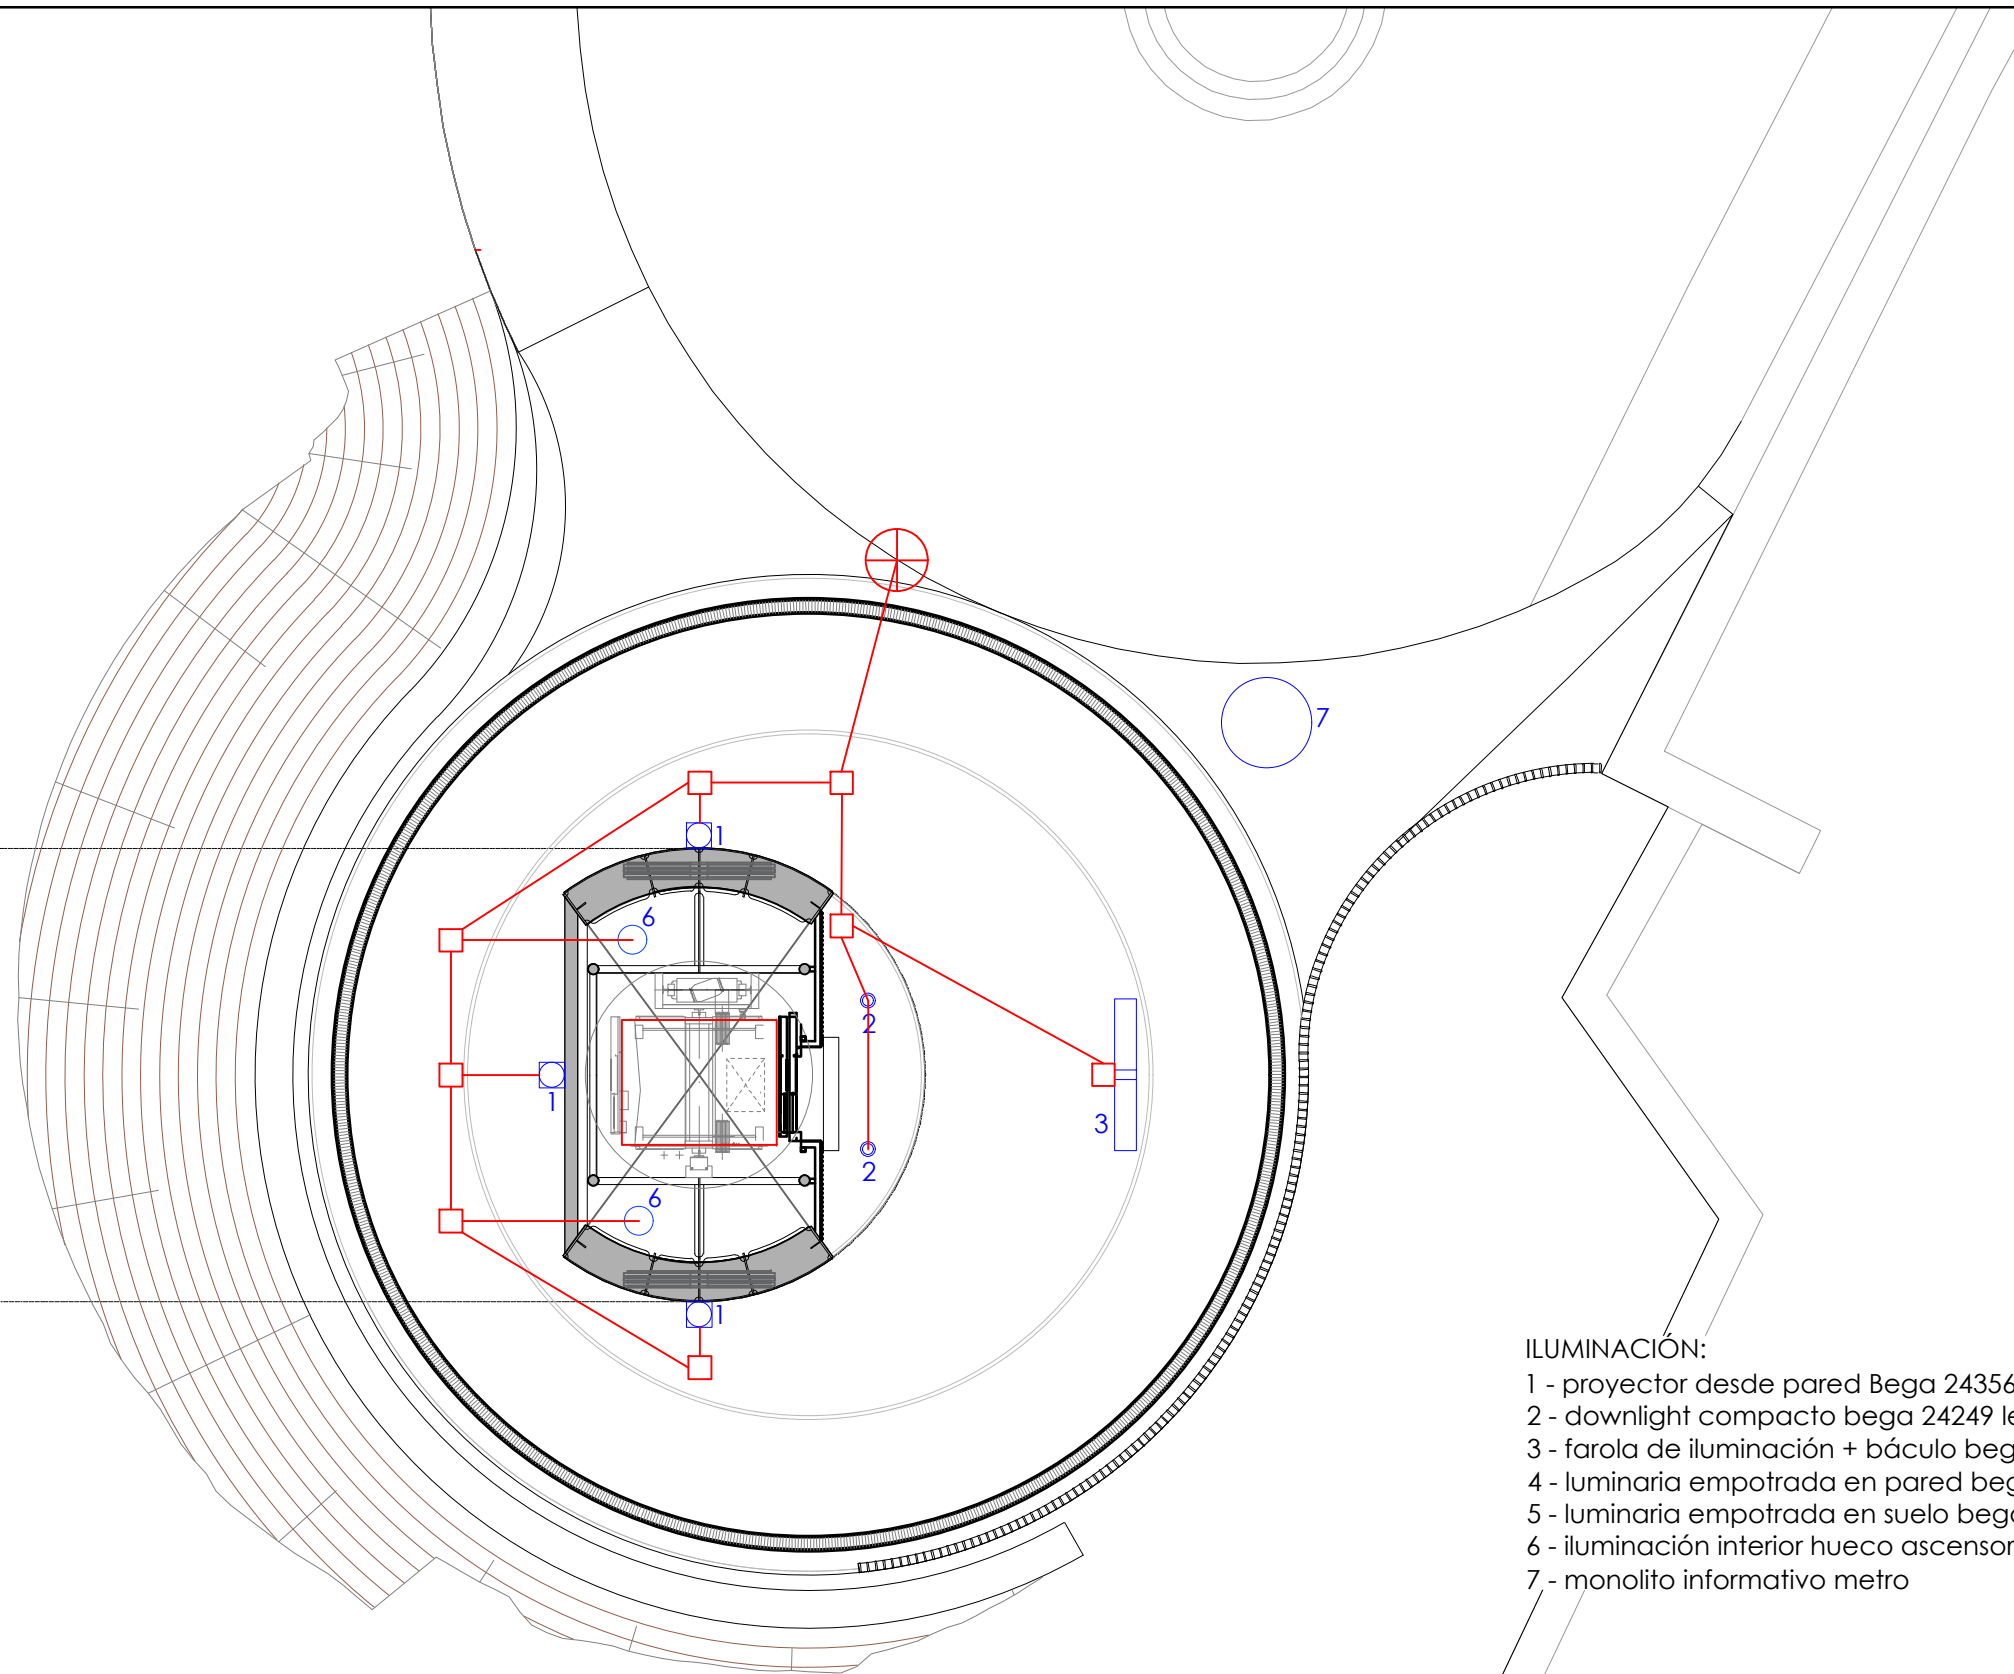 7
1
6
2
1
3
2
6
1
ILUMINACIÓN:
1 - proyector desde pared Bega 24356
2 - downlight compacto bega 24249
3 - farola de iluminación + báculo
4 - luminaria empotrada en pared
5 - luminaria empotrada en suelo
6 - iluminación interior hueco ascensor
7 - monolito informativo metro